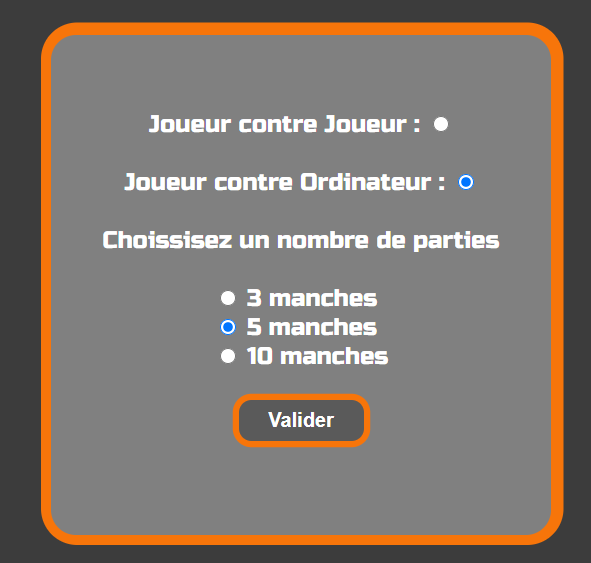 Joueur contre Joueur :
Joueur contre Ordinateur :
Choissisez un nombre de parties
3 manches
5 manches
10 manches
Valider